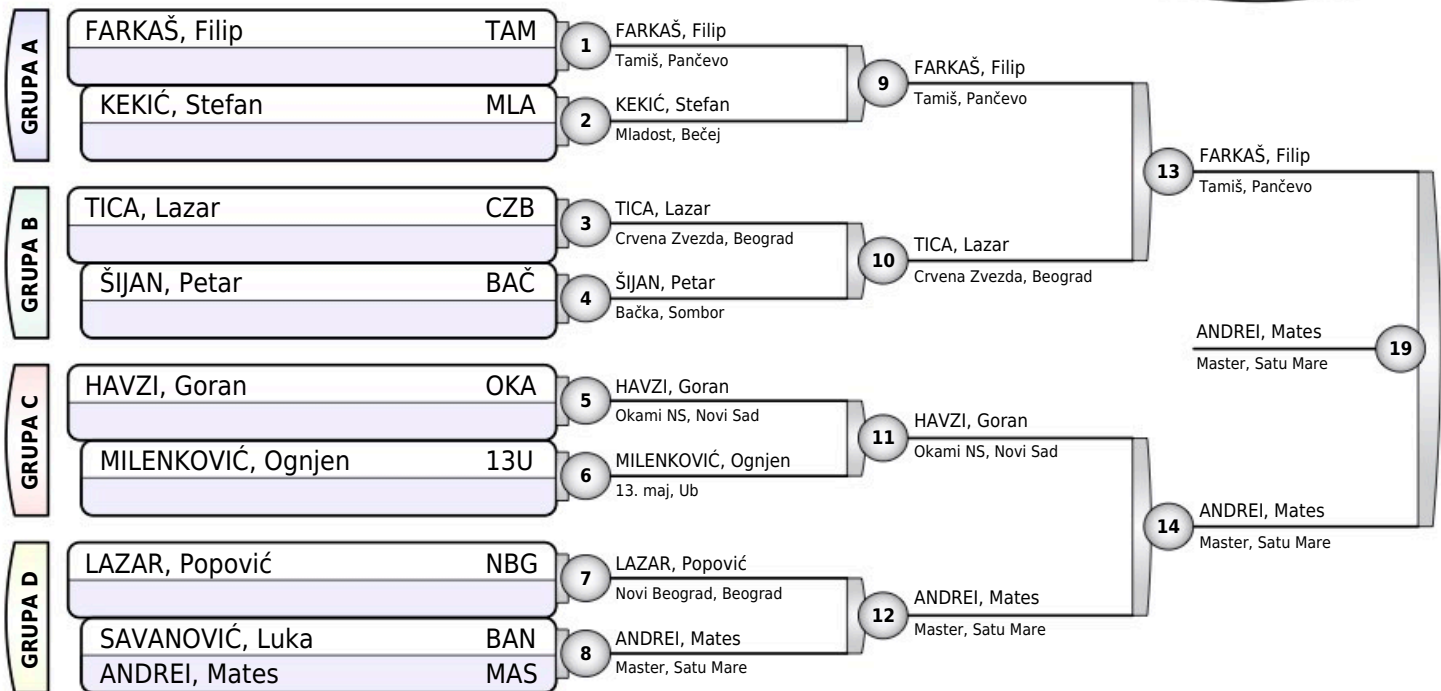 GRUPA A
FARKAŠ, Filip TAM
KEKIĆ, Stefan MLA
GRUPA B
TICA, Lazar CZB
ŠIJAN, Petar BAČ
GRUPA C
HAVZI, Goran OKA
MILENKOVIĆ, Ognjen 13U
GRUPA D
LAZAR, Popović NBG
SAVANOVIĆ, Luka BAN
ANDREI, Mates MAS
1
FARKAŠ, Filip
Tamiš, Pančevo
2
KEKIĆ, Stefan
Mladost, Bečej
3
TICA, Lazar
Crvena Zvezda, Beograd
4
ŠIJAN, Petar
Bačka, Sombor
5
HAVZI, Goran
Okami NS, Novi Sad
6
MILENKOVIĆ, Ognjen
13. maj, Ub
7
LAZAR, Popović
Novi Beograd, Beograd
8
ANDREI, Mates
Master, Satu Mare
9
FARKAŠ, Filip
Tamiš, Pančevo
10
TICA, Lazar
Crvena Zvezda, Beograd
11
HAVZI, Goran
Okami NS, Novi Sad
12
ANDREI, Mates
Master, Satu Mare
13
FARKAŠ, Filip
Tamiš, Pančevo
14
ANDREI, Mates
Master, Satu Mare
ANDREI, Mates
Master, Satu Mare
19